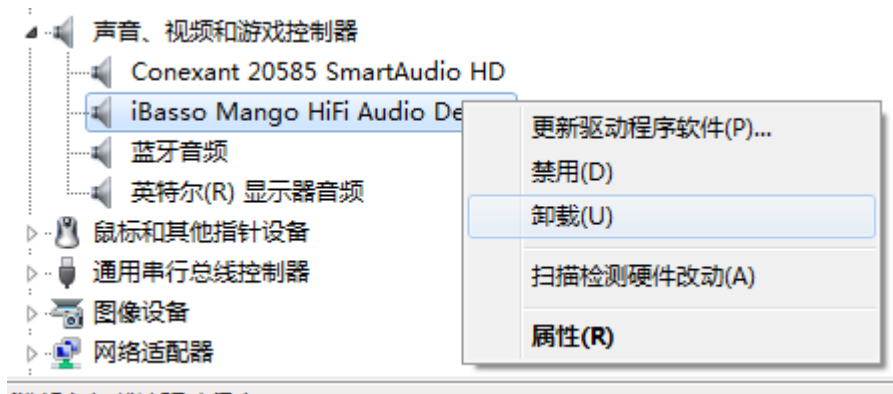 声音、视频和游戏控制器
Conexant 20585 SmartAudio HD
iBasso Mango HiFi Audio De
蓝牙音频
英特尔(R) 显示器音频
鼠标和其他指针设备
通用串行总线控制器
图像设备
网络适配器
更新驱动程序软件(P)...
禁用(D)
卸载(U)
扫描检测硬件改动(A)
属性(R)